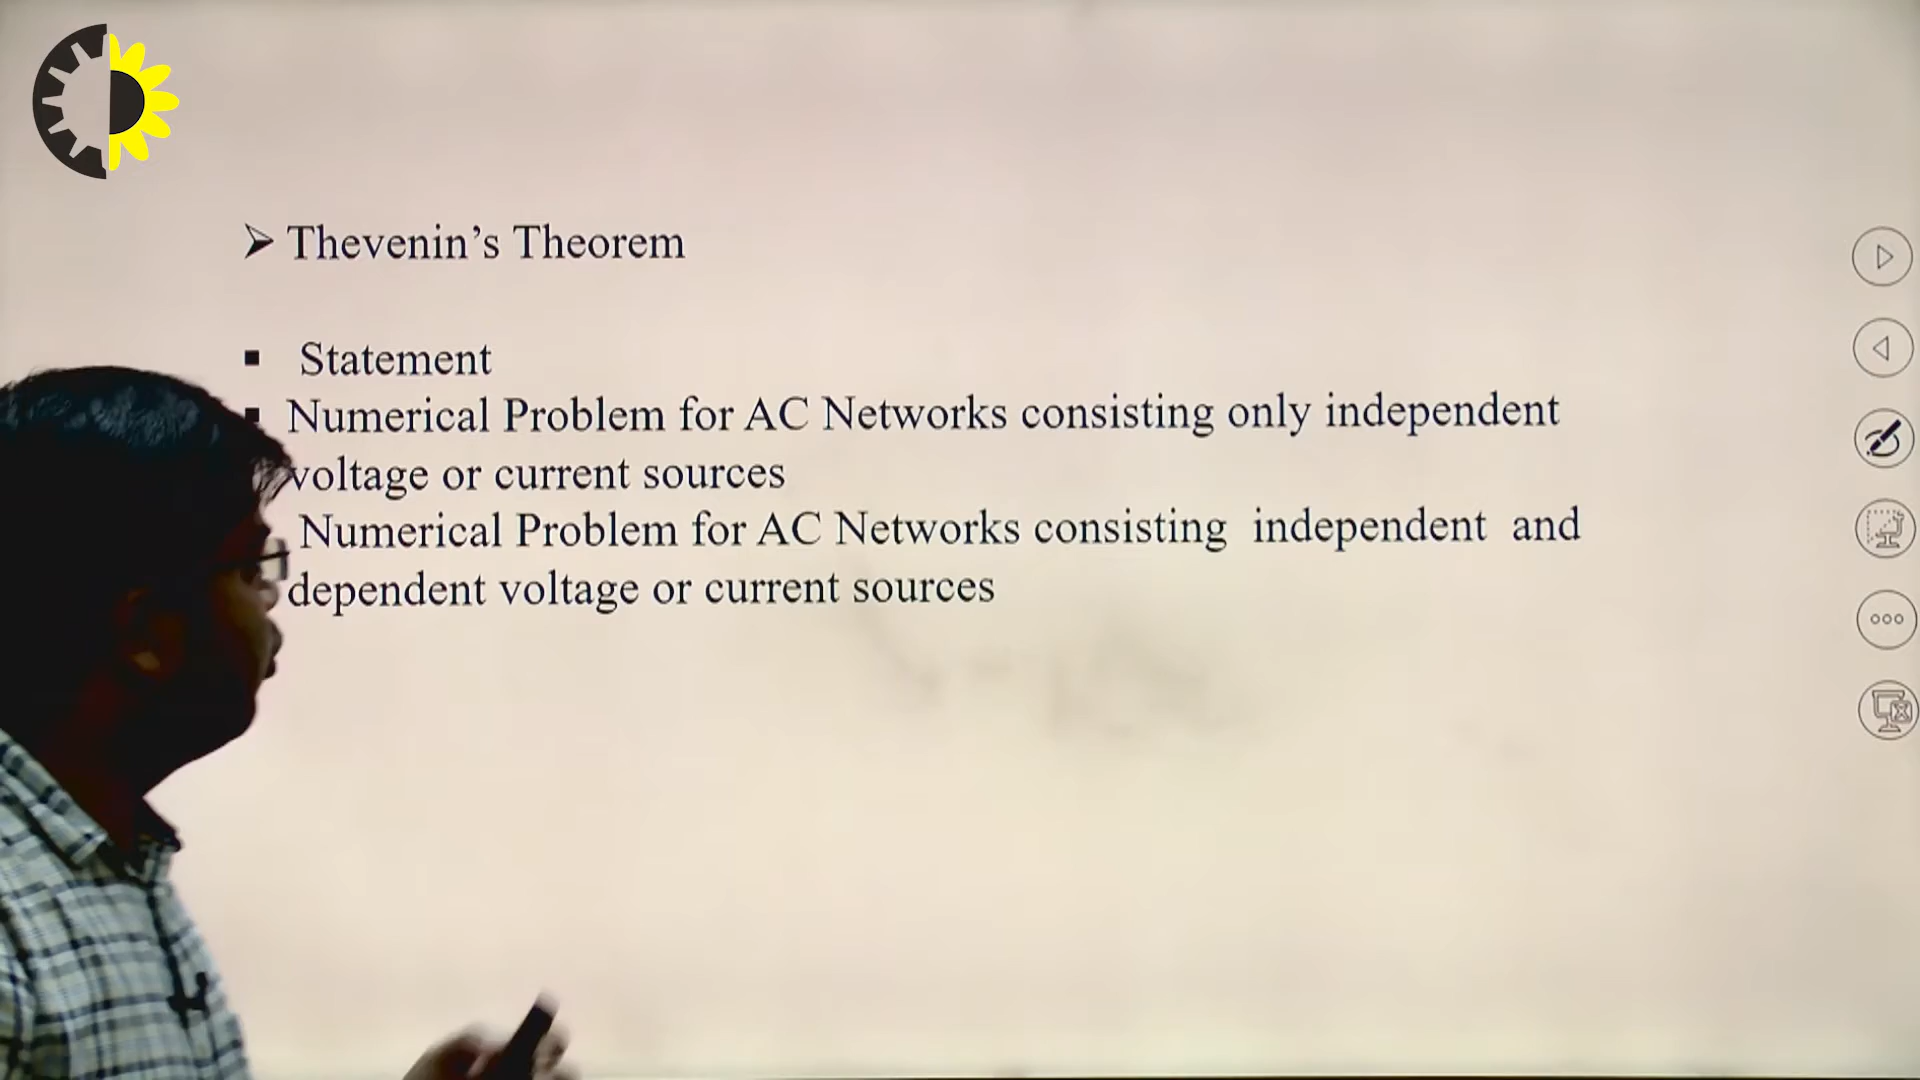 ➢ Thevenin’s Theorem
▪ Statement
▪ Numerical Problem for AC Networks consisting only independent
voltage or current sources
Numerical Problem for AC Networks consisting independent and
dependent voltage or current sources